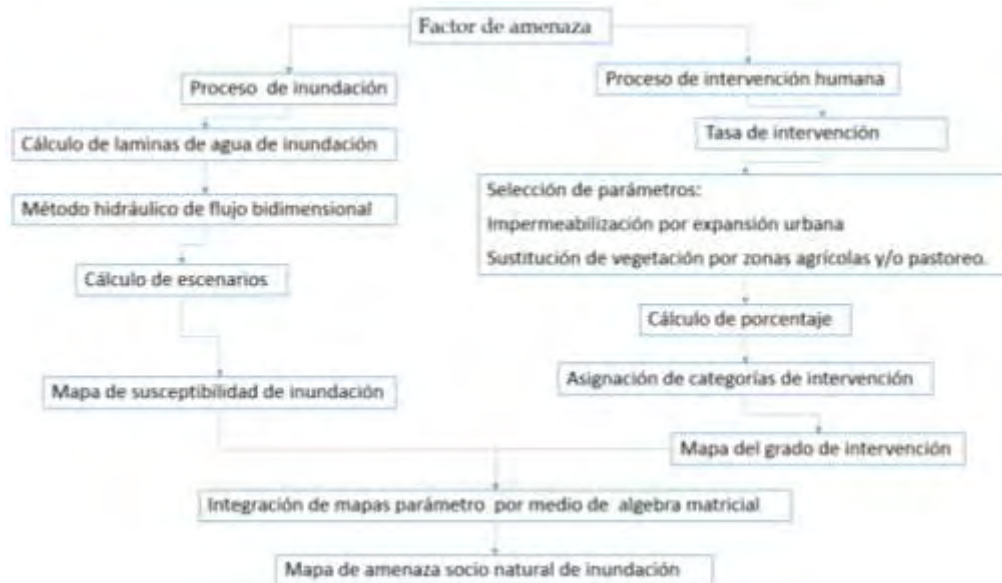 Factor de amenaza
Proceso de inundación
Cálculo de laminas de agua de inundación
Método hidráulico de flujo bidimensional
Cálculo de escenarios
Mapa de susceptibilidad de inundación
Proceso de intervención humana
Tasa de intervención
Selección de parámetros:
Impermeabilización por expansión urbana
Sustitución de vegetación por zonas agrícolas y/o pastoreo.
Cálculo de porcentaje
Asignación de categorías de intervención
Mapa del grado de intervención
Integración de mapas parámetro por medio de algebra matricial
Mapa de amenaza socio natural de inundación